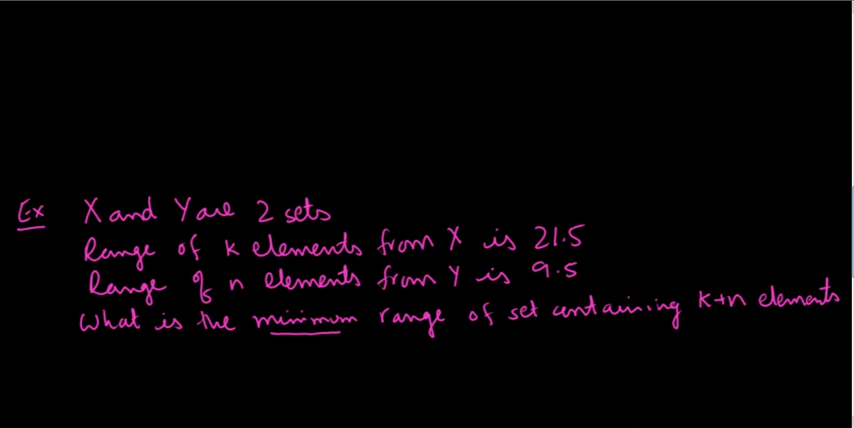 Ex X and Y are 2 sets
Range of k elements from X is 21.5
Range of n elements from Y is 9.5
What is the minimum range of set containing k+n elements